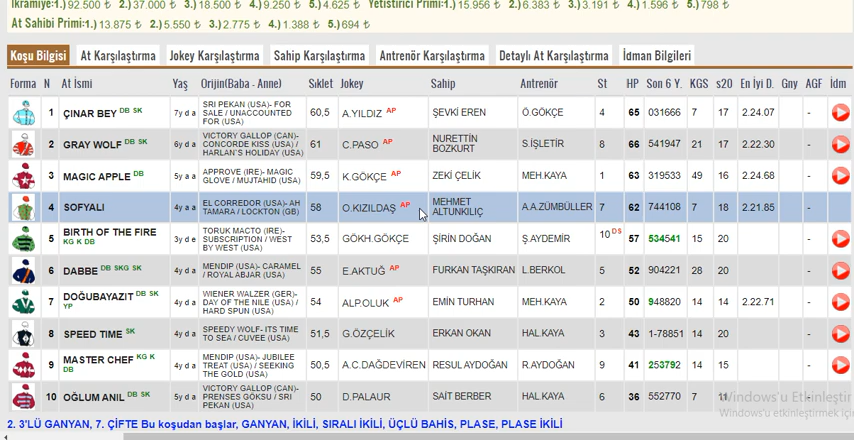 İkramiye:1.) 92.500 ₺ 2.) 37.000 ₺ 3.) 18.500 ₺ 4.) 9.250 ₺ 5.) 4.625 ₺ Yetiştirici Primi:1.) 15.956 ₺ 2.) 6.383 ₺ 3.) 3.191 ₺ 4.) 1.596 ₺ 5.) 798 ₺
At Sahibi Primi:1.) 13.875 ₺ 2.) 5.550 ₺ 3.) 2.775 ₺ 4.) 1.388 ₺ 5.) 694 ₺
Koşu Bilgisi At Karşılaştırma Jokey Karşılaştırma Sahip Karşılaştırma Antrenör Karşılaştırma Detaylı At Karşılaştırma İdman Bilgileri
Forma N At İsmi Yaş Orijin(Baba - Anne) Sıklet Jokey Sahip Antrenör St HP Son 6 Y. KGS s20 En İyi D. Gny AGF İdm
1 ÇINAR BEY DB SK 7y d a SRI PEKAN (USA)- FOR SALE / UNACCOUNTED FOR (USA) 60,5 A.YILDIZ AP ŞEVKİ EREN Ö.GÖKÇE 4 65 031666 7 17 2.24.07 -
2 GRAY WOLF DB SK 6y d a VICTORY GALLOP (CAN)- CONCORDE KISS (USA) / HARLAN'S HOLIDAY (USA) 61 C.PASO AP NURETTİN BOZKURT S.İŞLETİR 8 66 541947 21 17 2.22.30 -
3 MAGIC APPLE DB 5y a a APPROVE (IRE)- MAGIC GLOVE / MUJTAHID (USA) 59,5 K.GÖKÇE AP ZEKİ ÇELİK MEH.KAYA 1 63 319533 49 16 2.24.68 -
4 SOFYALI 4y a a EL CORREDOR (USA)- AH TAMARA / LOCKTON (GB) 58 O.KIZILDAŞ AP MEHMET ALTUNKILIÇ A.A.ZÜMBÜLLER 7 62 744108 7 18 2.21.85 -
5 BIRTH OF THE FIRE KG K DB 3y d e TORUK MACTO (IRE)- SUBSCRIPTION / WEST BY WEST (USA) 53,5 GÖKH.GÖKÇE ŞİRİN DOĞAN Ş.AYDEMİR 10 DS 57 534541 15 20 -
6 DABBE DB SKG SK 4y d a MENDIP (USA)- CARAMEL / ROYAL ABJAR (USA) 55 E.AKTUĞ AP FURKAN TAŞKIRAN L.BERKOL 5 52 904221 28 20 -
7 DOĞUBAYAZIT DB SK YP 4y d a WIENER WALZER (GER)- DAY OF THE NILE (USA) / HARD SPUN (USA) 54 ALP.OLUK AP EMİN TURHAN MEH.KAYA 2 50 948820 14 14 2.22.71 -
8 SPEED TIME SK 4y d a SPEEDY WOLF- ITS TIME TO SEA / CUVEE (USA) 51,5 G.ÖZÇELİK ERKAN OKAN HAL.KAYA 3 43 1-78851 14 20 -
9 MASTER CHEF KG K DB 4y d a MENDIP (USA)- JUBILEE TREAT (USA) / SEEKING THE GOLD (USA) 50,5 A.C.DAĞDEVİREN RESUL AYDOĞAN R.AYDOĞAN 9 41 253792 14 15 -
10 OĞLUM ANIL DB SK 5y d a VICTORY GALLOP (CAN)- PRENSES GÖKSU / SRI PEKAN (USA) 50 D.PALAUR SAİT BERBER HAL.KAYA 6 36 552770 7 11 -
Windows'u Etkinleştir
Windows'u etkinleştirmek için
2. 3'LÜ GANYAN, 7. ÇİFTE Bu koşudan başlar, GANYAN, İKİLİ, SIRALI İKİLİ, ÜÇLÜ BAHİS, PLASE, PLASE İKİLİ